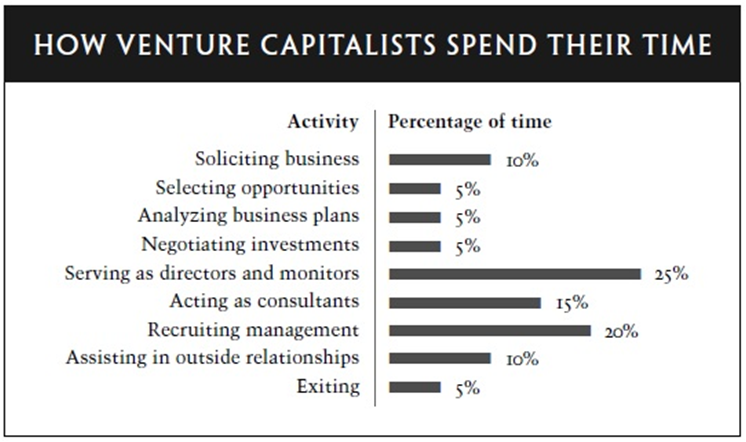 HOW VENTURE CAPITALISTS SPEND THEIR TIME
Activity Percentage of time
Soliciting business 10%
Selecting opportunities 5%
Analyzing business plans 5%
Negotiating investments 5%
Serving as directors and monitors 25%
Acting as consultants 15%
Recruiting management 20%
Assisting in outside relationships 10%
Exiting 5%